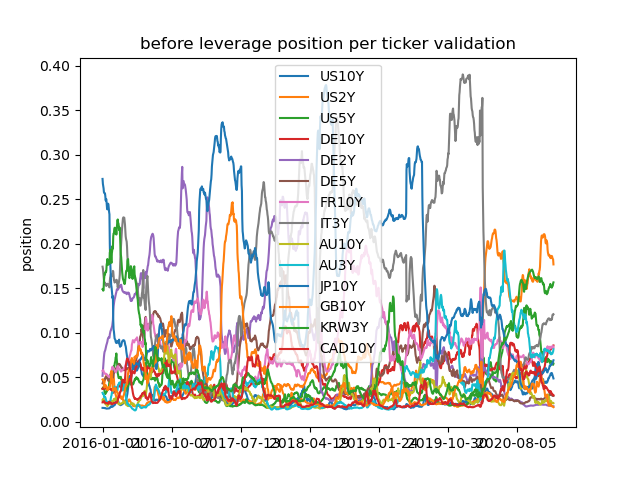 before leverage position per ticker validation
0.40
0.35
0.30
0.25
0.20
0.15
0.10
0.05
0.00
position
US10Y
US2Y
US5Y
DE10Y
DE2Y
DE5Y
FR10Y
IT3Y
AU10Y
AU3Y
JP10Y
GB10Y
KRW3Y
CAD10Y
2016-01-01 2016-10-07 2017-07-13 2018-04-19 2019-01-24 2019-10-30 2020-08-05